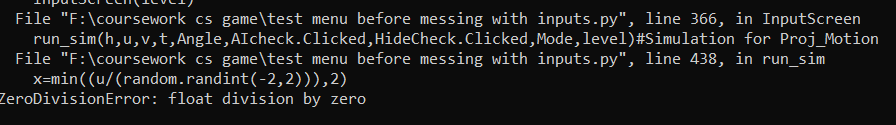 inputScreen(level)
File "F:\coursework cs game\test menu before messing with inputs.py", line 366, in InputScreen
run_sim(h,u,v,t,Angle,AIcheck.Clicked,HideCheck.Clicked,Mode,level)#Simulation for Proj_Motion
File "F:\coursework cs game\test menu before messing with inputs.py", line 438, in run_sim
x=min((u/(random.randint(-2,2))),2)
ZeroDivisionError: float division by zero